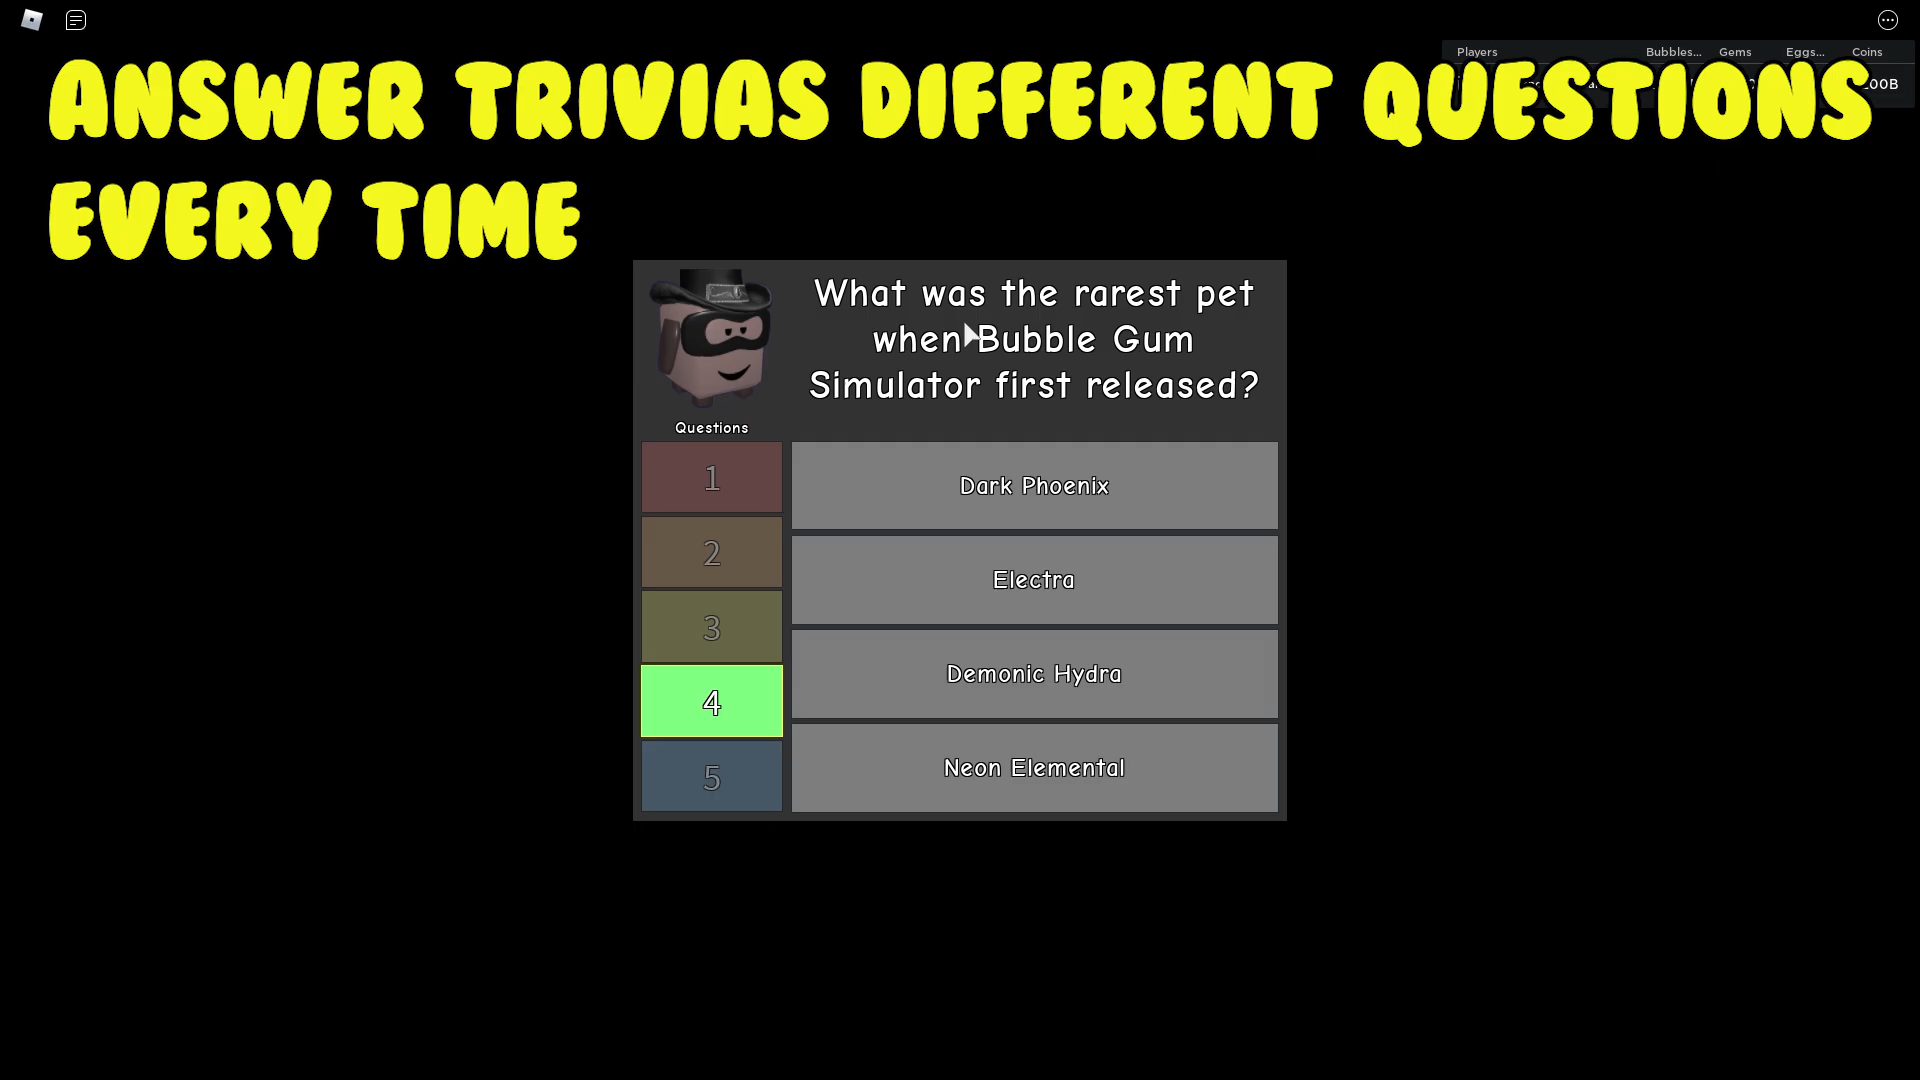 Players Bubbles... Gems Eggs... Coins
ANSWER TRIVIAS DIFFERENT QUESTIONS
EVERY TIME
What was the rarest pet
when Bubble Gum
Simulator first released?
Questions
1
2
3
4
5
Dark Phoenix
Electra
Demonic Hydra
Neon Elemental